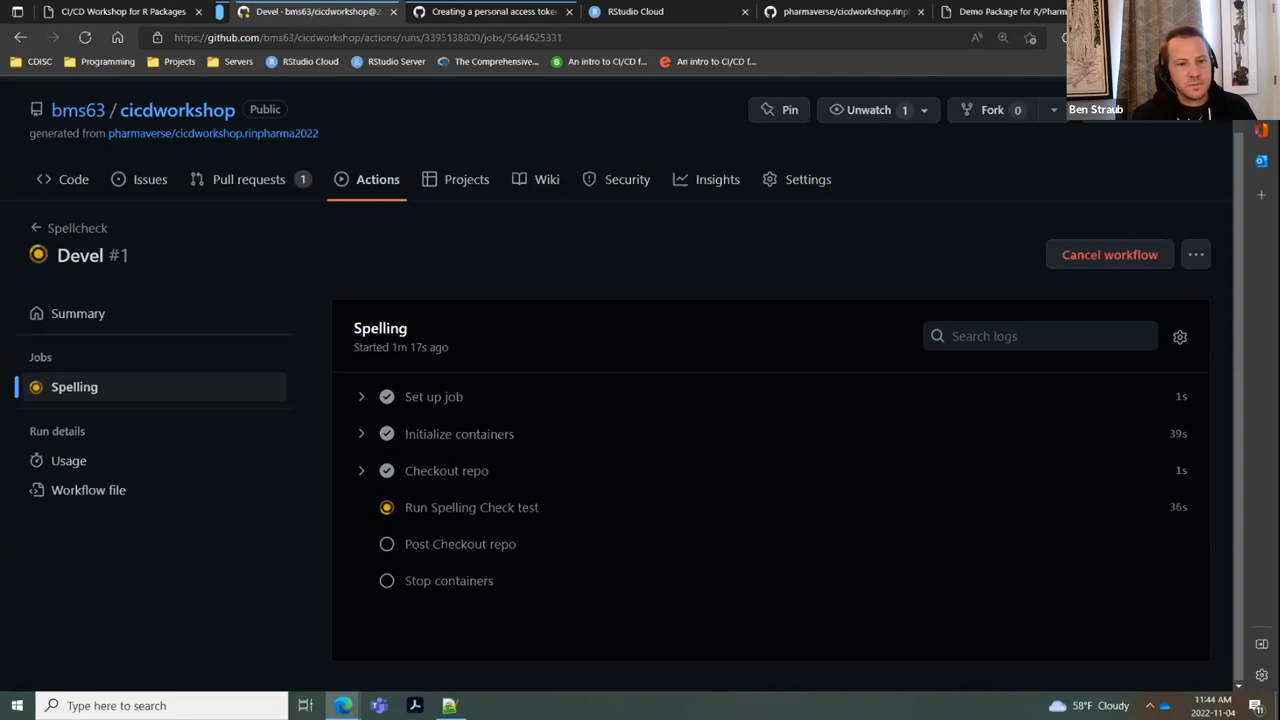 CI/CD Workshop for R Packages
Devel · bms63/cicdworkshop@2
Creating a personal access toke
RStudio Cloud
pharmaverse/cicdworkshop.rinp
Demo Package for R/Pharm
https://github.com/bms63/cicdworkshop/actions/runs/3395138800/jobs/5644625331
CDISC
Programming
Projects
Servers
RStudio Cloud
RStudio Server
The Comprehensive...
An intro to CI/CD f...
An intro to CI/CD f...
Ben Straub
bms63 / cicdworkshop
Public
Pin
Unwatch 1
Fork 0
generated from pharmaverse/cicdworkshop.rinpharma2022
Code
Issues
Pull requests 1
Actions
Projects
Wiki
Security
Insights
Settings
Spellcheck
Devel #1
Cancel workflow
Summary
Jobs
Spelling
Run details
Usage
Workflow file
Spelling
Started 1m 17s ago
Search logs
Set up job 1s
Initialize containers 39s
Checkout repo 1s
Run Spelling Check test 36s
Post Checkout repo
Stop containers
Type here to search
58°F Cloudy
11:44 AM
2022-11-04
11